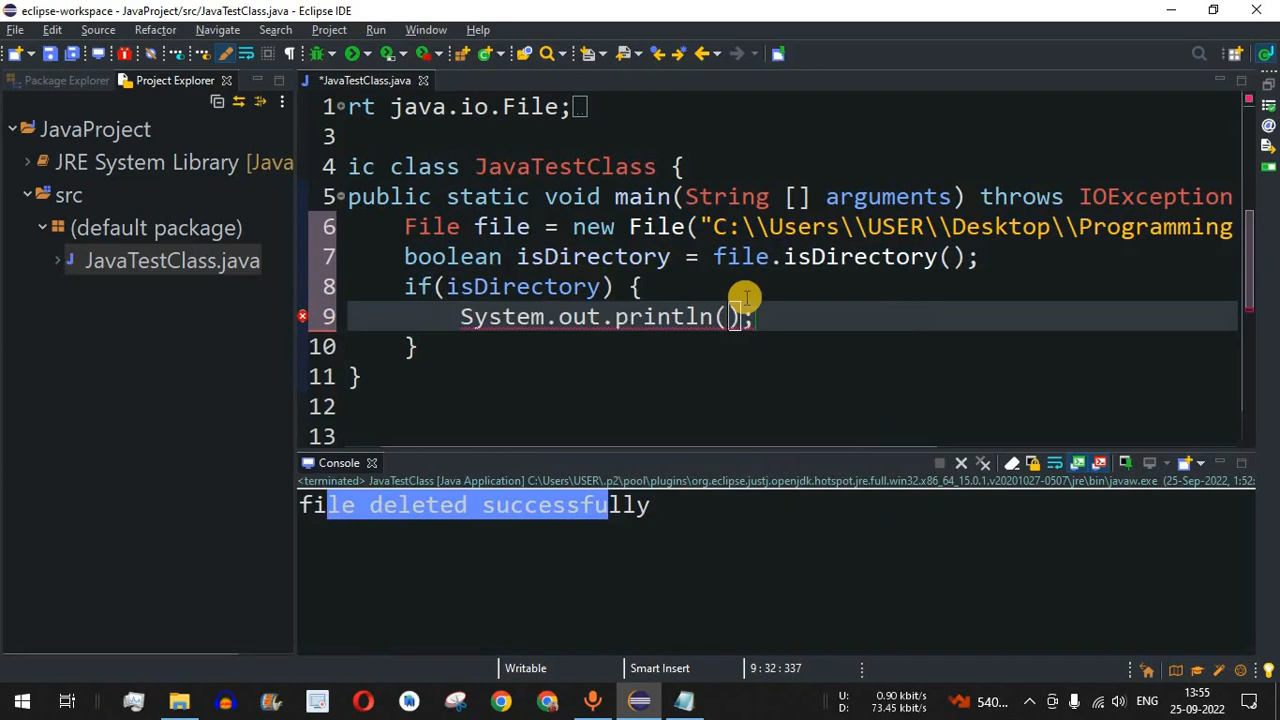 eclipse-workspace - JavaProject/src/JavaTestClass.java - Eclipse IDE
File Edit Source Refactor Navigate Search Project Run Window Help
Package Explorer Project Explorer *JavaTestClass.java
1 rt java.io.File;
3
4 ic class JavaTestClass {
5 public static void main(String [] arguments) throws IOException
6 File file = new File("C:\\Users\\USER\\Desktop\\Programming
7 boolean isDirectory = file.isDirectory();
8 if(isDirectory) {
9 System.out.println();
10 }
11 }
12
13
JavaProject
JRE System Library [Java
src
(default package)
JavaTestClass.java
Console
<terminated> JavaTestClass [Java Application] C:\Users\USER\.p2\pool\plugins\org.eclipse.justj.openjdk.hotspot.jre.full.win32.x86_64_15.0.1.v20201027-0507\jre\bin\javaw.exe (25-Sep-2022, 1:52:
file deleted successfully
Writable Smart Insert 9 : 32 : 337
U: 0.90 kbit/s
D: 73.45 kbit/s
540...
ENG
13:55
25-09-2022